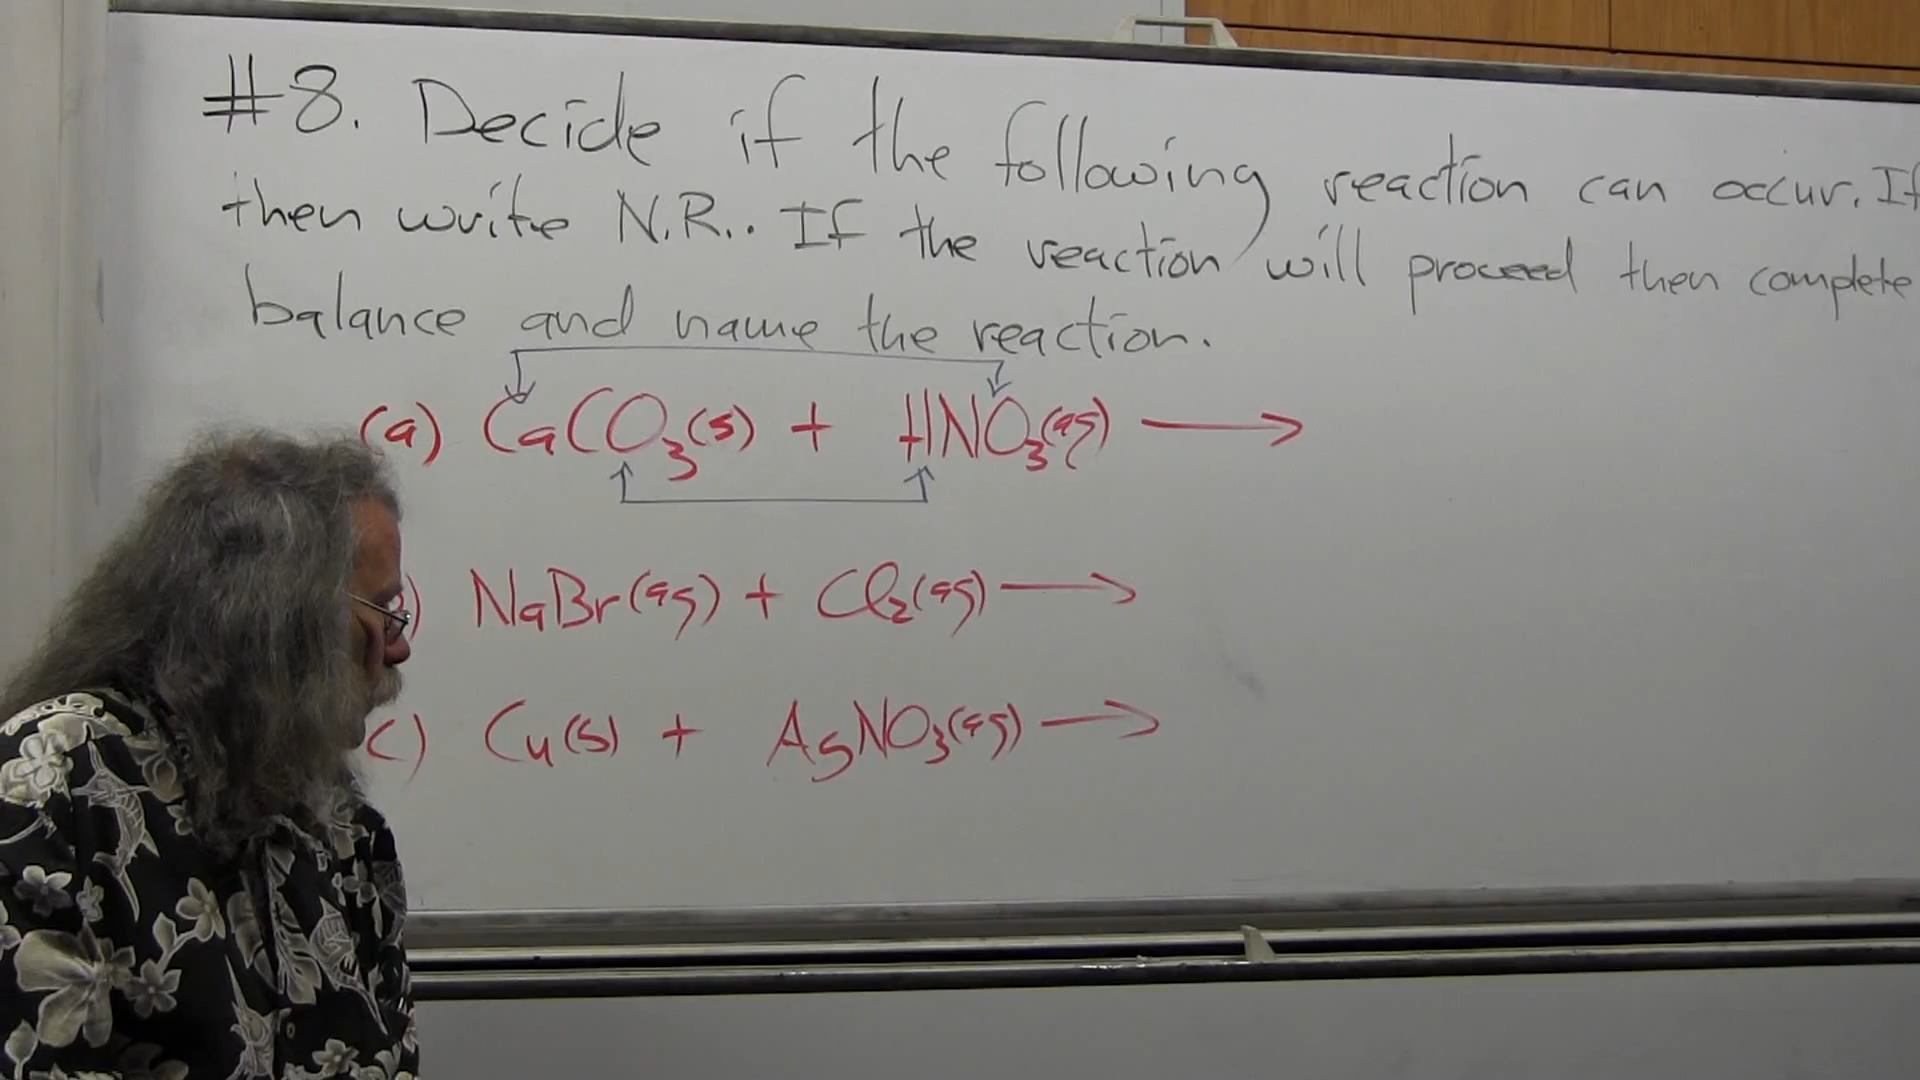 #8. Decide if the following reaction can occur. If
then write N.R.. If the reaction will proceed then complete
balance and name the reaction.
(a) CaCO₃(s) + HNO₃(aq) ⟶
) NaBr(aq) + Cl₂(aq) ⟶
c) Cu(s) + AgNO₃(aq) ⟶